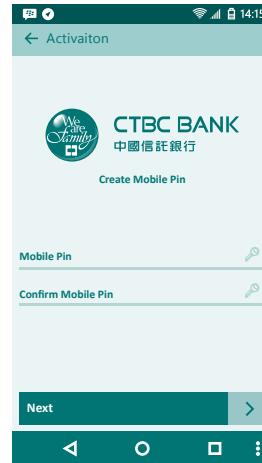 14:15
Activaiton
We
are
Family
CTBC BANK
中國信託銀行
Create Mobile Pin
Mobile Pin
Confirm Mobile Pin
Next